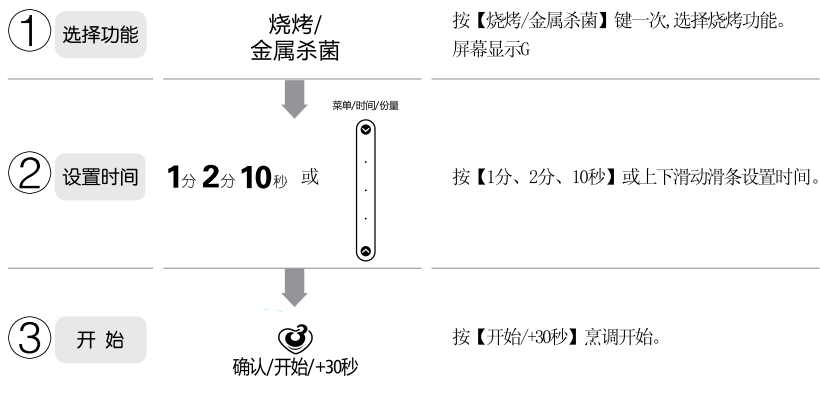 ① 选择功能
烧烤/
金属杀菌
按【烧烤/金属杀菌】键一次,选择烧烤功能。
屏幕显示G
② 设置时间
1分 2分 10秒 或
菜单/时间/份量
按【1分、2分、10秒】或上下滑动滑条设置时间。
③ 开 始
确认/开始/+30秒
按【开始/+30秒】烹调开始。